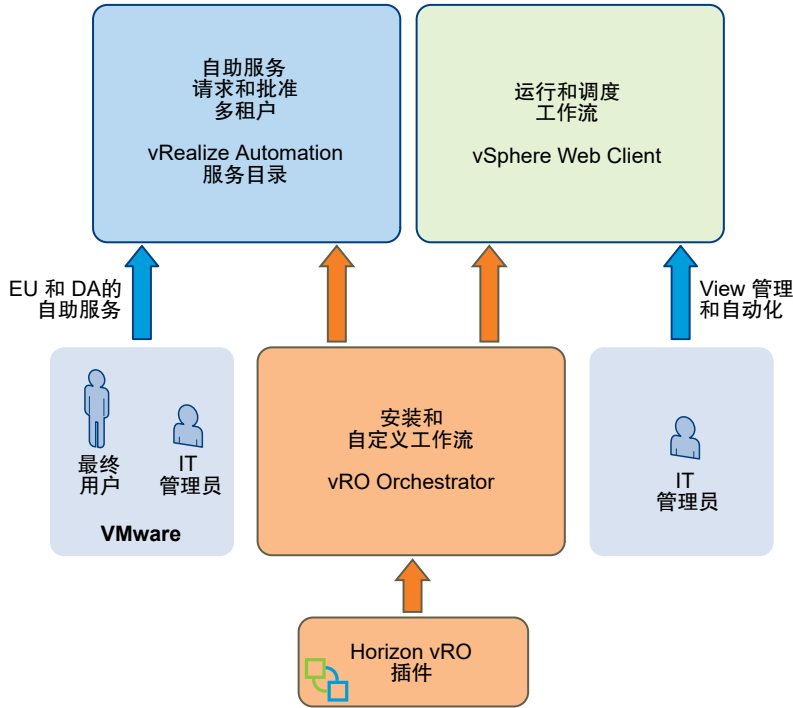 自助服务
请求和批准
多租户
vRealize Automation
服务目录
运行和调度
工作流
vSphere Web Client
EU 和 DA的
自助服务
View 管理
和自动化
最终
用户
IT
管理员
VMware
安装和
自定义工作流
vRO Orchestrator
IT
管理员
Horizon vRO
插件